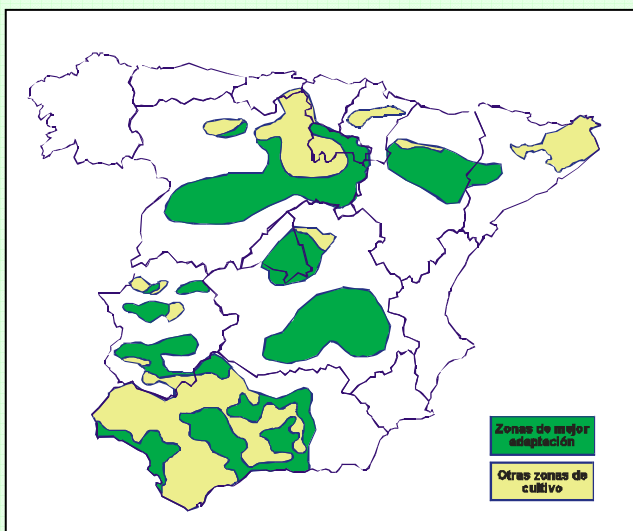 Zonas de mejor
adaptación
Otras zonas de
cultivo